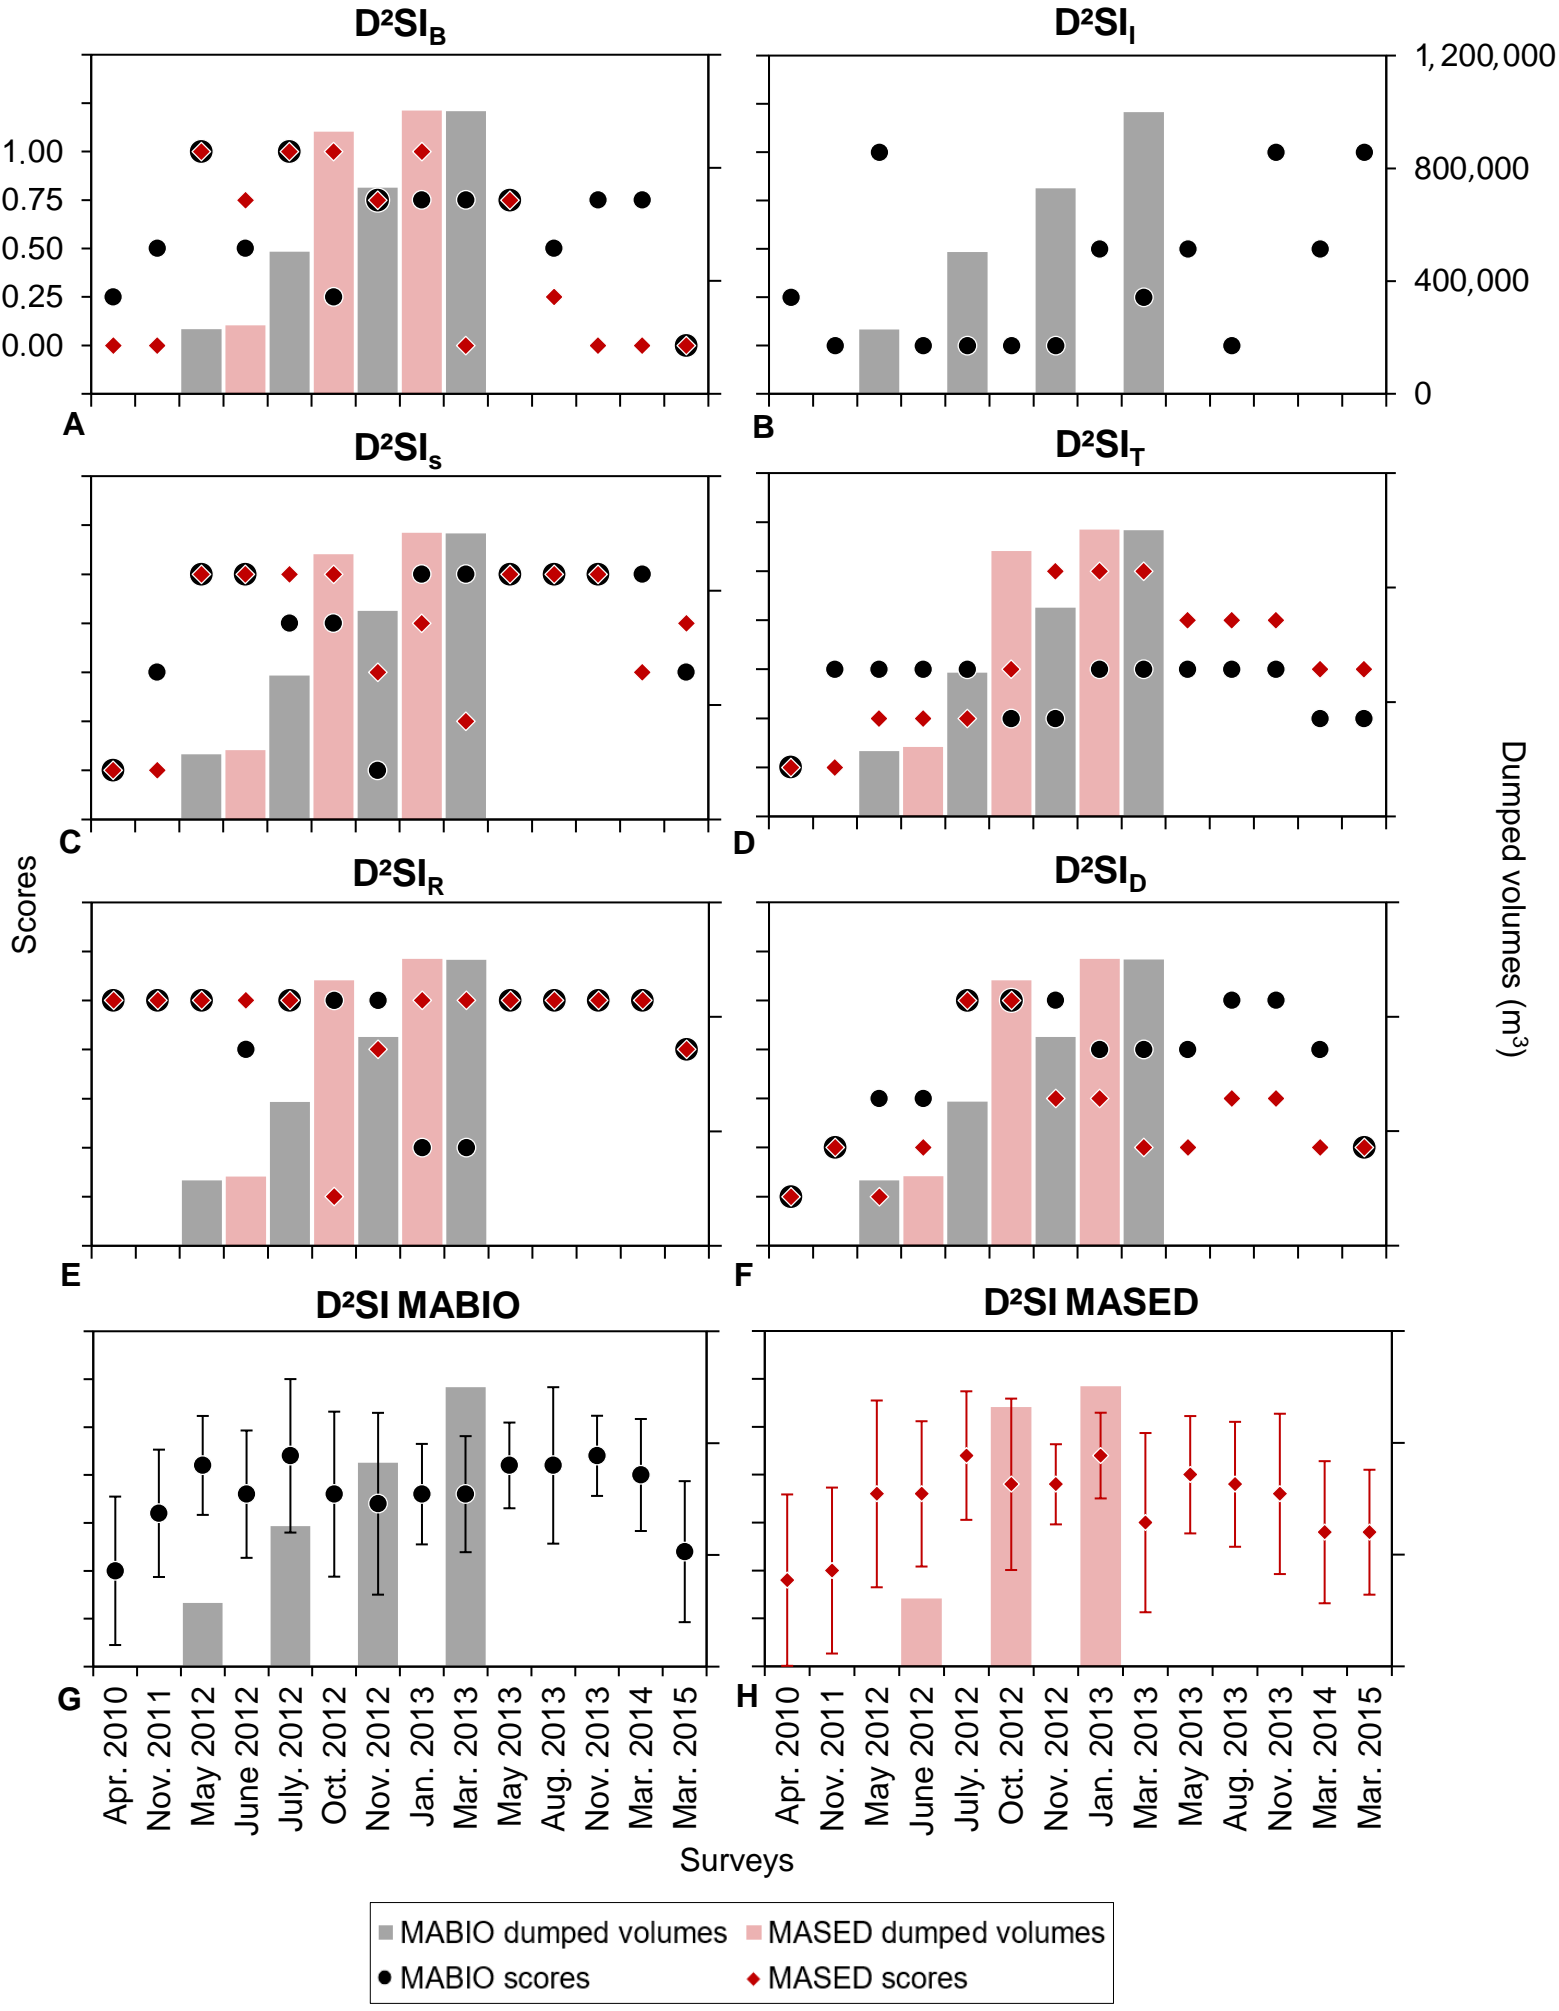 D²SI_B
D²SI_I
1.00
0.75
0.50
0.25
0.00
1,200,000
800,000
400,000
0
A
B
D²SI_s
D²SI_T
C
D
D²SI_R
D²SI_D
E
F
Scores
Dumped volumes (m³)
D²SI MABIO
D²SI MASED
G
H
Apr. 2010
Nov. 2011
May 2012
June 2012
July. 2012
Oct. 2012
Nov. 2012
Jan. 2013
Mar. 2013
May 2013
Aug. 2013
Nov. 2013
Mar. 2014
Mar. 2015
Apr. 2010
Nov. 2011
May 2012
June 2012
July. 2012
Oct. 2012
Nov. 2012
Jan. 2013
Mar. 2013
May 2013
Aug. 2013
Nov. 2013
Mar. 2014
Mar. 2015
Surveys
MABIO dumped volumes MASED dumped volumes
MABIO scores MASED scores